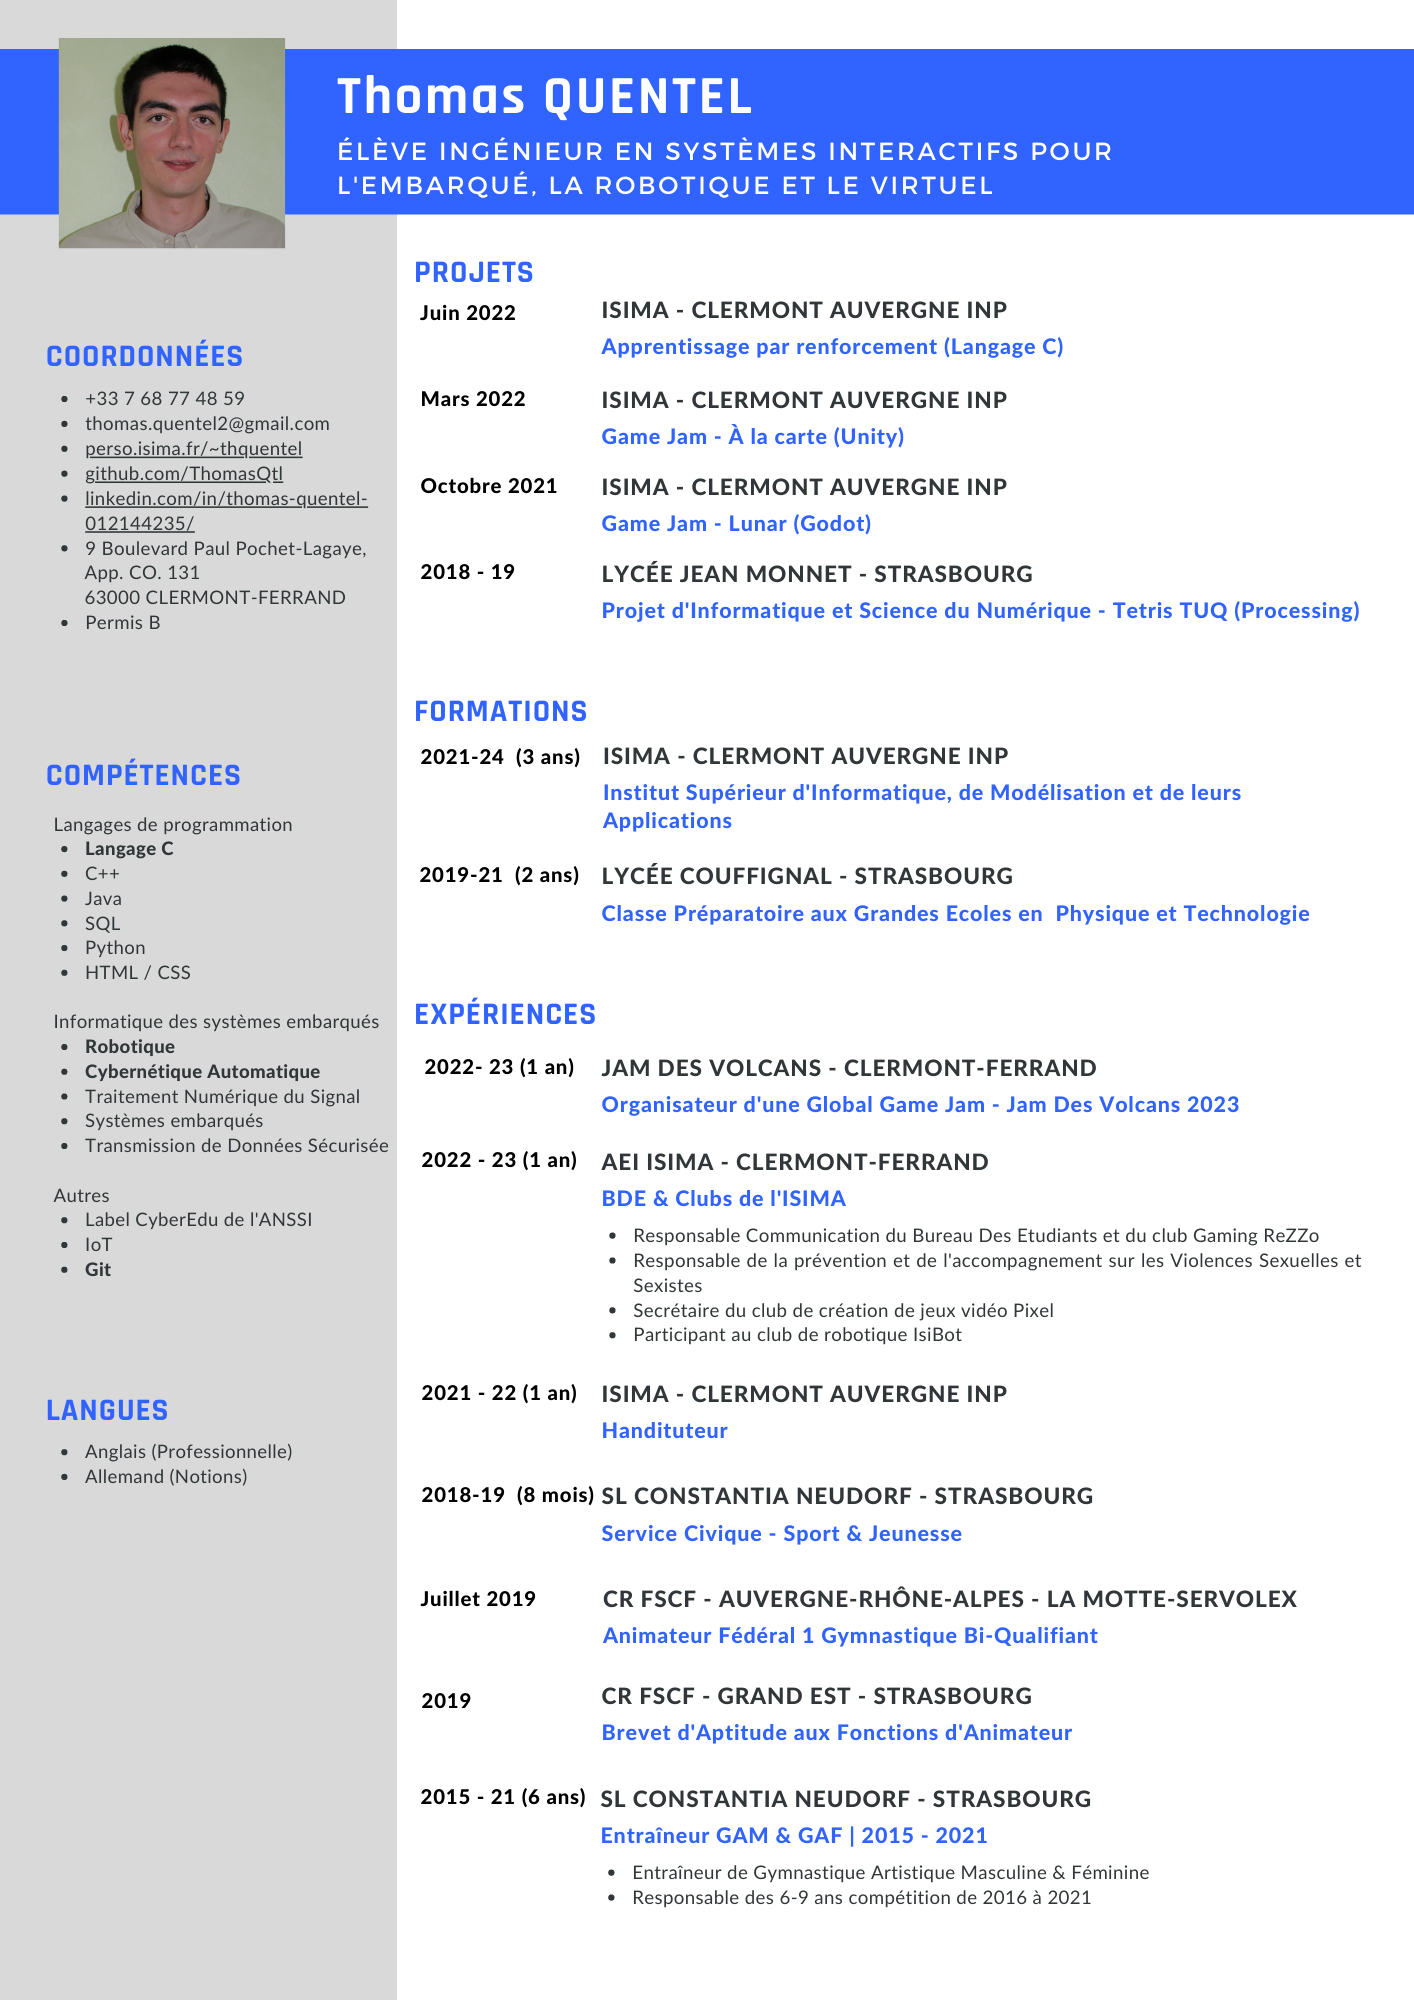 Thomas QUENTEL
ÉLÈVE INGÉNIEUR EN SYSTÈMES INTERACTIFS POUR
L'EMBARQUÉ, LA ROBOTIQUE ET LE VIRTUEL
COORDONNÉES
• +33 7 68 77 48 59
• thomas.quentel2@gmail.com
• perso.isima.fr/~thquentel
• github.com/ThomasQtl
• linkedin.com/in/thomas-quentel-
012144235/
• 9 Boulevard Paul Pochet-Lagaye,
App. CO. 131
63000 CLERMONT-FERRAND
• Permis B
COMPÉTENCES
Langages de programmation
• Langage C
• C++
• Java
• SQL
• Python
• HTML / CSS
Informatique des systèmes embarqués
• Robotique
• Cybernétique Automatique
• Traitement Numérique du Signal
• Systèmes embarqués
• Transmission de Données Sécurisée
Autres
• Label CyberEdu de l'ANSSI
• IoT
• Git
LANGUES
• Anglais (Professionnelle)
• Allemand (Notions)
PROJETS
Juin 2022 ISIMA - CLERMONT AUVERGNE INP
Apprentissage par renforcement (Langage C)
Mars 2022 ISIMA - CLERMONT AUVERGNE INP
Game Jam - À la carte (Unity)
Octobre 2021 ISIMA - CLERMONT AUVERGNE INP
Game Jam - Lunar (Godot)
2018 - 19 LYCÉE JEAN MONNET - STRASBOURG
Projet d'Informatique et Science du Numérique - Tetris TUQ (Processing)
FORMATIONS
2021-24 (3 ans) ISIMA - CLERMONT AUVERGNE INP
Institut Supérieur d'Informatique, de Modélisation et de leurs
Applications
2019-21 (2 ans) LYCÉE COUFFIGNAL - STRASBOURG
Classe Préparatoire aux Grandes Ecoles en Physique et Technologie
EXPÉRIENCES
2022- 23 (1 an) JAM DES VOLCANS - CLERMONT-FERRAND
Organisateur d'une Global Game Jam - Jam Des Volcans 2023
2022 - 23 (1 an) AEI ISIMA - CLERMONT-FERRAND
BDE & Clubs de l'ISIMA
• Responsable Communication du Bureau Des Etudiants et du club Gaming ReZZo
• Responsable de la prévention et de l'accompagnement sur les Violences Sexuelles et
Sexistes
• Secrétaire du club de création de jeux vidéo Pixel
• Participant au club de robotique IsiBot
2021 - 22 (1 an) ISIMA - CLERMONT AUVERGNE INP
Handituteur
2018-19 (8 mois) SL CONSTANTIA NEUDORF - STRASBOURG
Service Civique - Sport & Jeunesse
Juillet 2019 CR FSCF - AUVERGNE-RHÔNE-ALPES - LA MOTTE-SERVOLEX
Animateur Fédéral 1 Gymnastique Bi-Qualifiant
2019 CR FSCF - GRAND EST - STRASBOURG
Brevet d'Aptitude aux Fonctions d'Animateur
2015 - 21 (6 ans) SL CONSTANTIA NEUDORF - STRASBOURG
Entraîneur GAM & GAF | 2015 - 2021
• Entraîneur de Gymnastique Artistique Masculine & Féminine
• Responsable des 6-9 ans compétition de 2016 à 2021